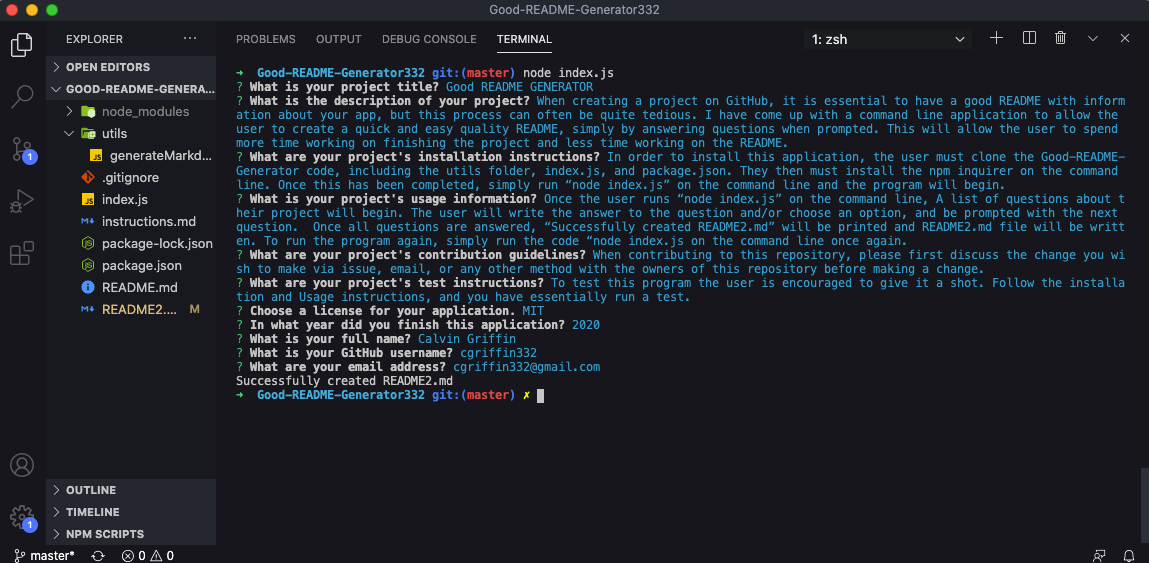 Good-README-Generator332
EXPLORER ···
OPEN EDITORS
GOOD-README-GENERA...
node_modules
utils
JS generateMarkd...
.gitignore
JS index.js
instructions.md
package-lock.json
package.json
README.md
README2.... M
OUTLINE
TIMELINE
NPM SCRIPTS
PROBLEMS OUTPUT DEBUG CONSOLE TERMINAL 1: zsh
➜ Good-README-Generator332 git:(master) node index.js
? What is your project title? Good README GENERATOR
? What is the description of your project? When creating a project on GitHub, it is essential to have a good README with inform
ation about your app, but this process can often be quite tedious. I have come up with a command line application to allow the
user to create a quick and easy quality README, simply by answering questions when prompted. This will allow the user to spend
more time working on finishing the project and less time working on the README.
? What are your project's installation instructions? In order to install this application, the user must clone the Good-README-
Generator code, including the utils folder, index.js, and package.json. They then must install the npm inquirer on the command
line. Once this has been completed, simply run “node index.js” on the command line and the program will begin.
? What is your project's usage information? Once the user runs “node index.js” on the command line, A list of questions about t
heir project will begin. The user will write the answer to the question and/or choose an option, and be prompted with the next
question.  Once all questions are answered, “Successfully created README2.md” will be printed and README2.md file will be writt
en. To run the program again, simply run the code “node index.js on the command line once again.
? What are your project's contribution guidelines? When contributing to this repository, please first discuss the change you wi
sh to make via issue, email, or any other method with the owners of this repository before making a change.
? What are your project's test instructions? To test this program the user is encouraged to give it a shot. Follow the installa
tion and Usage instructions, and you have essentially run a test.
? Choose a license for your application. MIT
? In what year did you finish this application? 2020
? What is your full name? Calvin Griffin
? What is your GitHub username? cgriffin332
? What are your email address? cgriffin332@gmail.com
Successfully created README2.md
➜ Good-README-Generator332 git:(master) ✗
1
1
master* 0 0